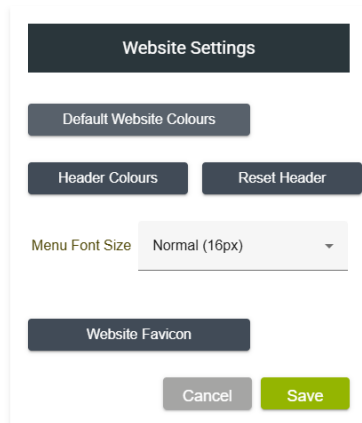 Website Settings
Default Website Colours
Header Colours Reset Header
Menu Font Size Normal (16px)
Website Favicon
Cancel Save